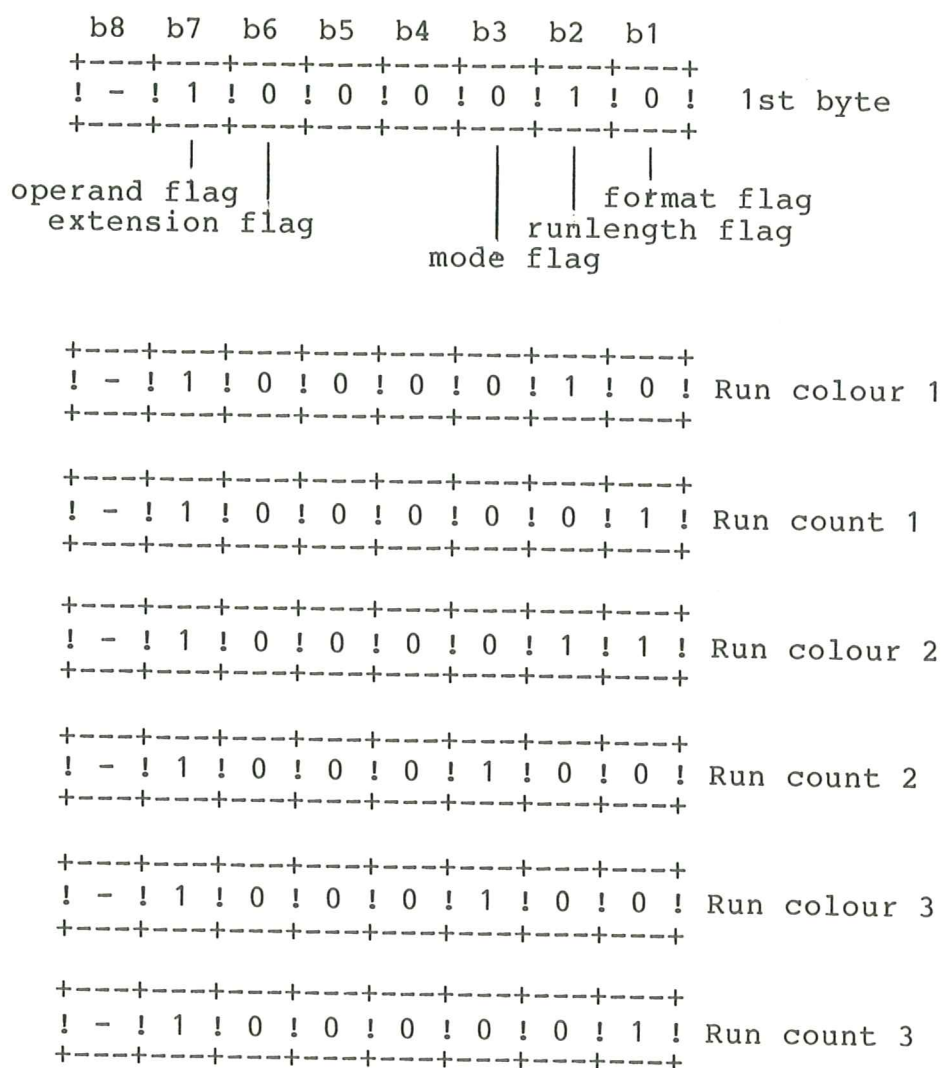 b8 b7 b6 b5 b4 b3 b2 b1
+---+---+---+---+---+---+---+---+
! - ! 1 ! 0 ! 0 ! 0 ! 0 ! 1 ! 0 ! 1st byte
+---+---+---+---+---+---+---+---+
operand flag format flag
extension flag runlength flag
mode flag
+---+---+---+---+---+---+---+---+
! - ! 1 ! 0 ! 0 ! 0 ! 0 ! 1 ! 0 ! Run colour 1
+---+---+---+---+---+---+---+---+
+---+---+---+---+---+---+---+---+
! - ! 1 ! 0 ! 0 ! 0 ! 0 ! 0 ! 1 ! Run count 1
+---+---+---+---+---+---+---+---+
+---+---+---+---+---+---+---+---+
! - ! 1 ! 0 ! 0 ! 0 ! 0 ! 1 ! 1 ! Run colour 2
+---+---+---+---+---+---+---+---+
+---+---+---+---+---+---+---+---+
! - ! 1 ! 0 ! 0 ! 0 ! 1 ! 0 ! 0 ! Run count 2
+---+---+---+---+---+---+---+---+
+---+---+---+---+---+---+---+---+
! - ! 1 ! 0 ! 0 ! 0 ! 1 ! 0 ! 0 ! Run colour 3
+---+---+---+---+---+---+---+---+
+---+---+---+---+---+---+---+---+
! - ! 1 ! 0 ! 0 ! 0 ! 0 ! 0 ! 1 ! Run count 3
+---+---+---+---+---+---+---+---+